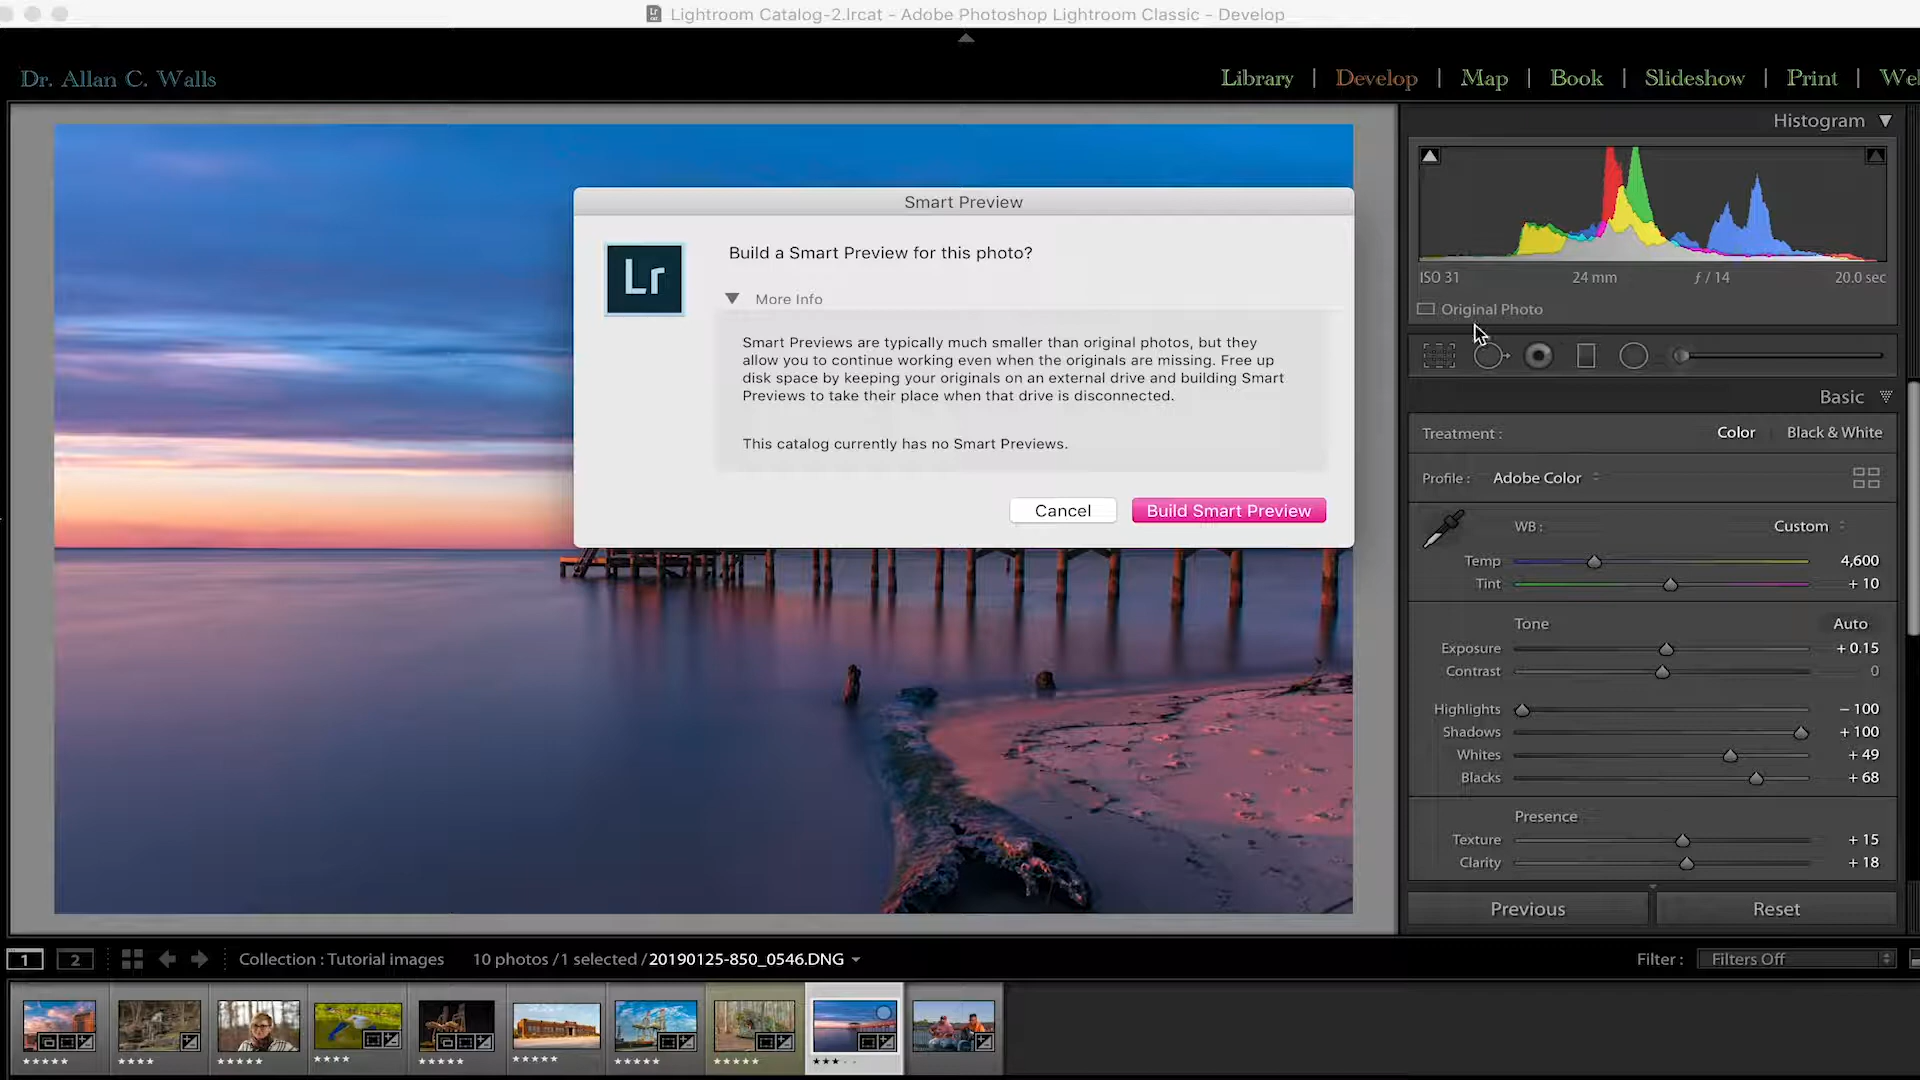 Lightroom Catalog-2.lrcat - Adobe Photoshop Lightroom Classic - Develop
Dr. Allan C. Walls
Library | Develop | Map | Book | Slideshow | Print |
Histogram
ISO 31 24 mm ƒ / 14 20.0 sec
Original Photo
Smart Preview
Lr
Build a Smart Preview for this photo?
More Info
Smart Previews are typically much smaller than original photos, but they
allow you to continue working even when the originals are missing. Free up
disk space by keeping your originals on an external drive and building Smart
Previews to take their place when that drive is disconnected.
This catalog currently has no Smart Previews.
Cancel
Build Smart Preview
Basic
Treatment : Color Black & White
Profile : Adobe Color
WB : Custom
Temp 4,600
Tint + 10
Tone Auto
Exposure + 0.15
Contrast 0
Highlights − 100
Shadows + 100
Whites + 49
Blacks + 68
Presence
Texture + 15
Clarity + 18
Previous Reset
1 2 Collection : Tutorial images 10 photos / 1 selected / 20190125-850_0546.DNG Filter : Filters Off